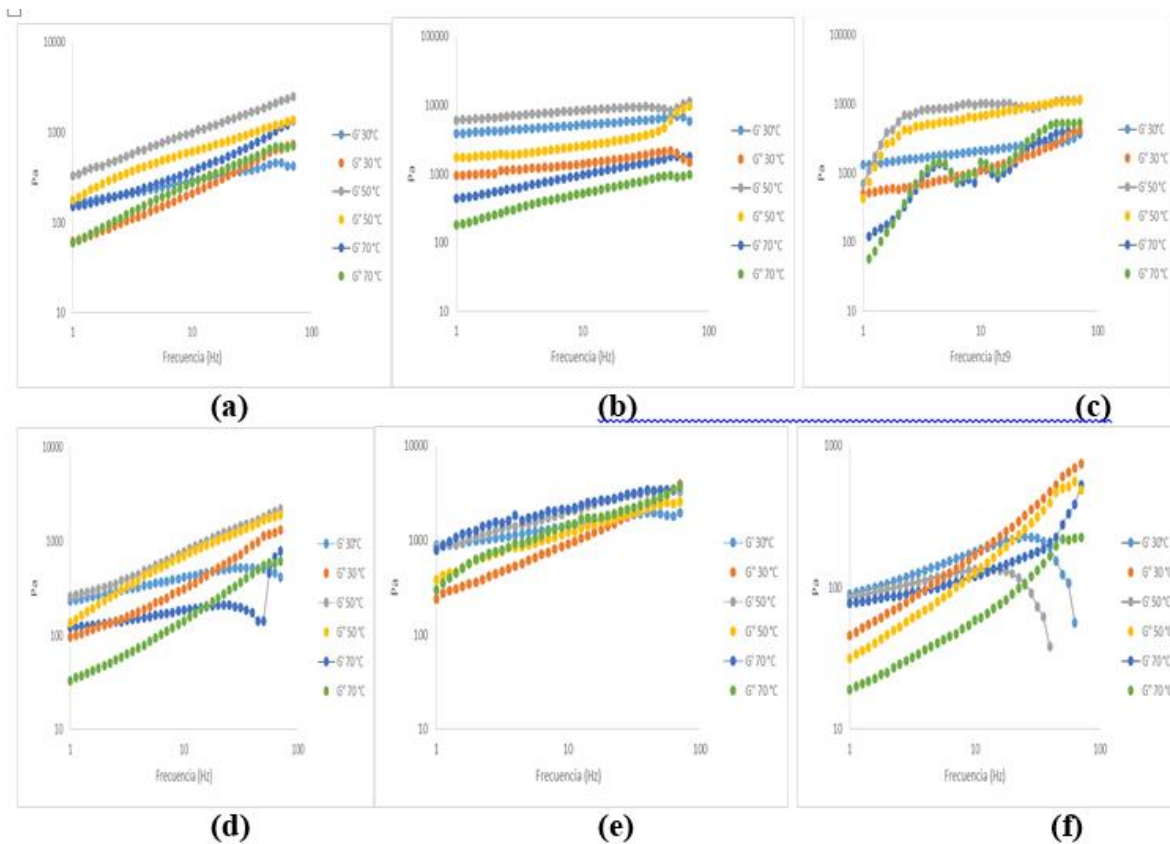 10000
1000
100
10
Pa
1 10 100
Frecuencia (Hz)
G' 30°C
G'' 30°C
G' 50°C
G'' 50°C
G' 70°C
G'' 70°C
(a)
100000
10000
1000
100
10
Pa
1 10 100
Frecuencia (Hz)
G' 30°C
G'' 30°C
G' 50°C
G'' 50°C
G' 70°C
G'' 70°C
(b)
100000
10000
1000
100
10
Pa
1 10 100
Frecuencia (hz9
G' 30°C
G'' 30°C
G' 50°C
G'' 50°C
G' 70°C
G'' 70°C
(c)
10000
1000
100
10
Pa
1 10 100
Frecuencia (Hz)
G' 30°C
G'' 30°C
G' 50°C
G'' 50°C
G' 70°C
G'' 70°C
(d)
10000
1000
100
10
Pa
1 10 100
Frecuencia (Hz)
G' 30°C
G'' 30°C
G' 50°C
G'' 50°C
G' 70°C
G'' 70°C
(e)
1000
100
10
Pa
1 10 100
Frecuencia (Hz)
G' 30°C
G'' 30°C
G' 50°C
G'' 50°C
G' 70°C
G'' 70°C
(f)